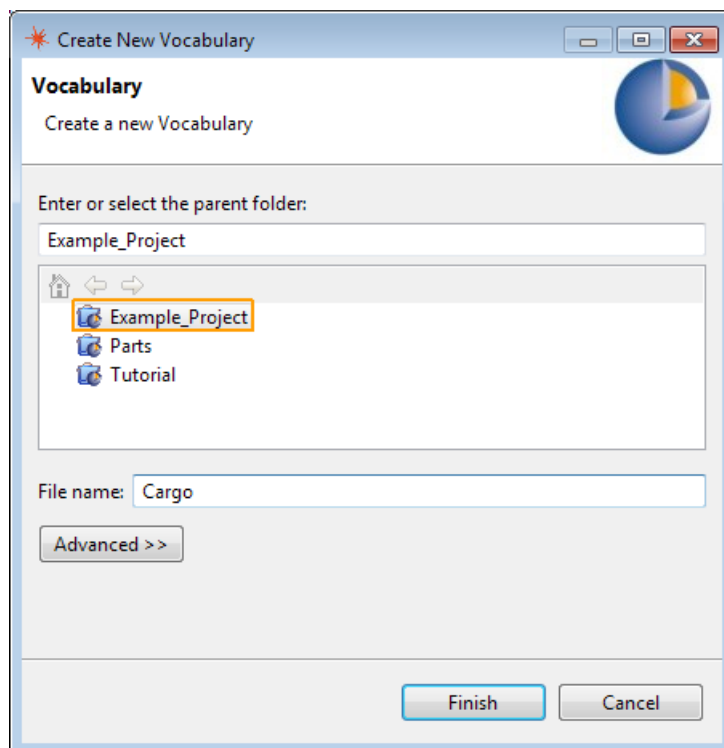 Create New Vocabulary
Vocabulary
Create a new Vocabulary
Enter or select the parent folder:
Example_Project
Example_Project
Parts
Tutorial
File name: Cargo
Advanced >>
Finish Cancel